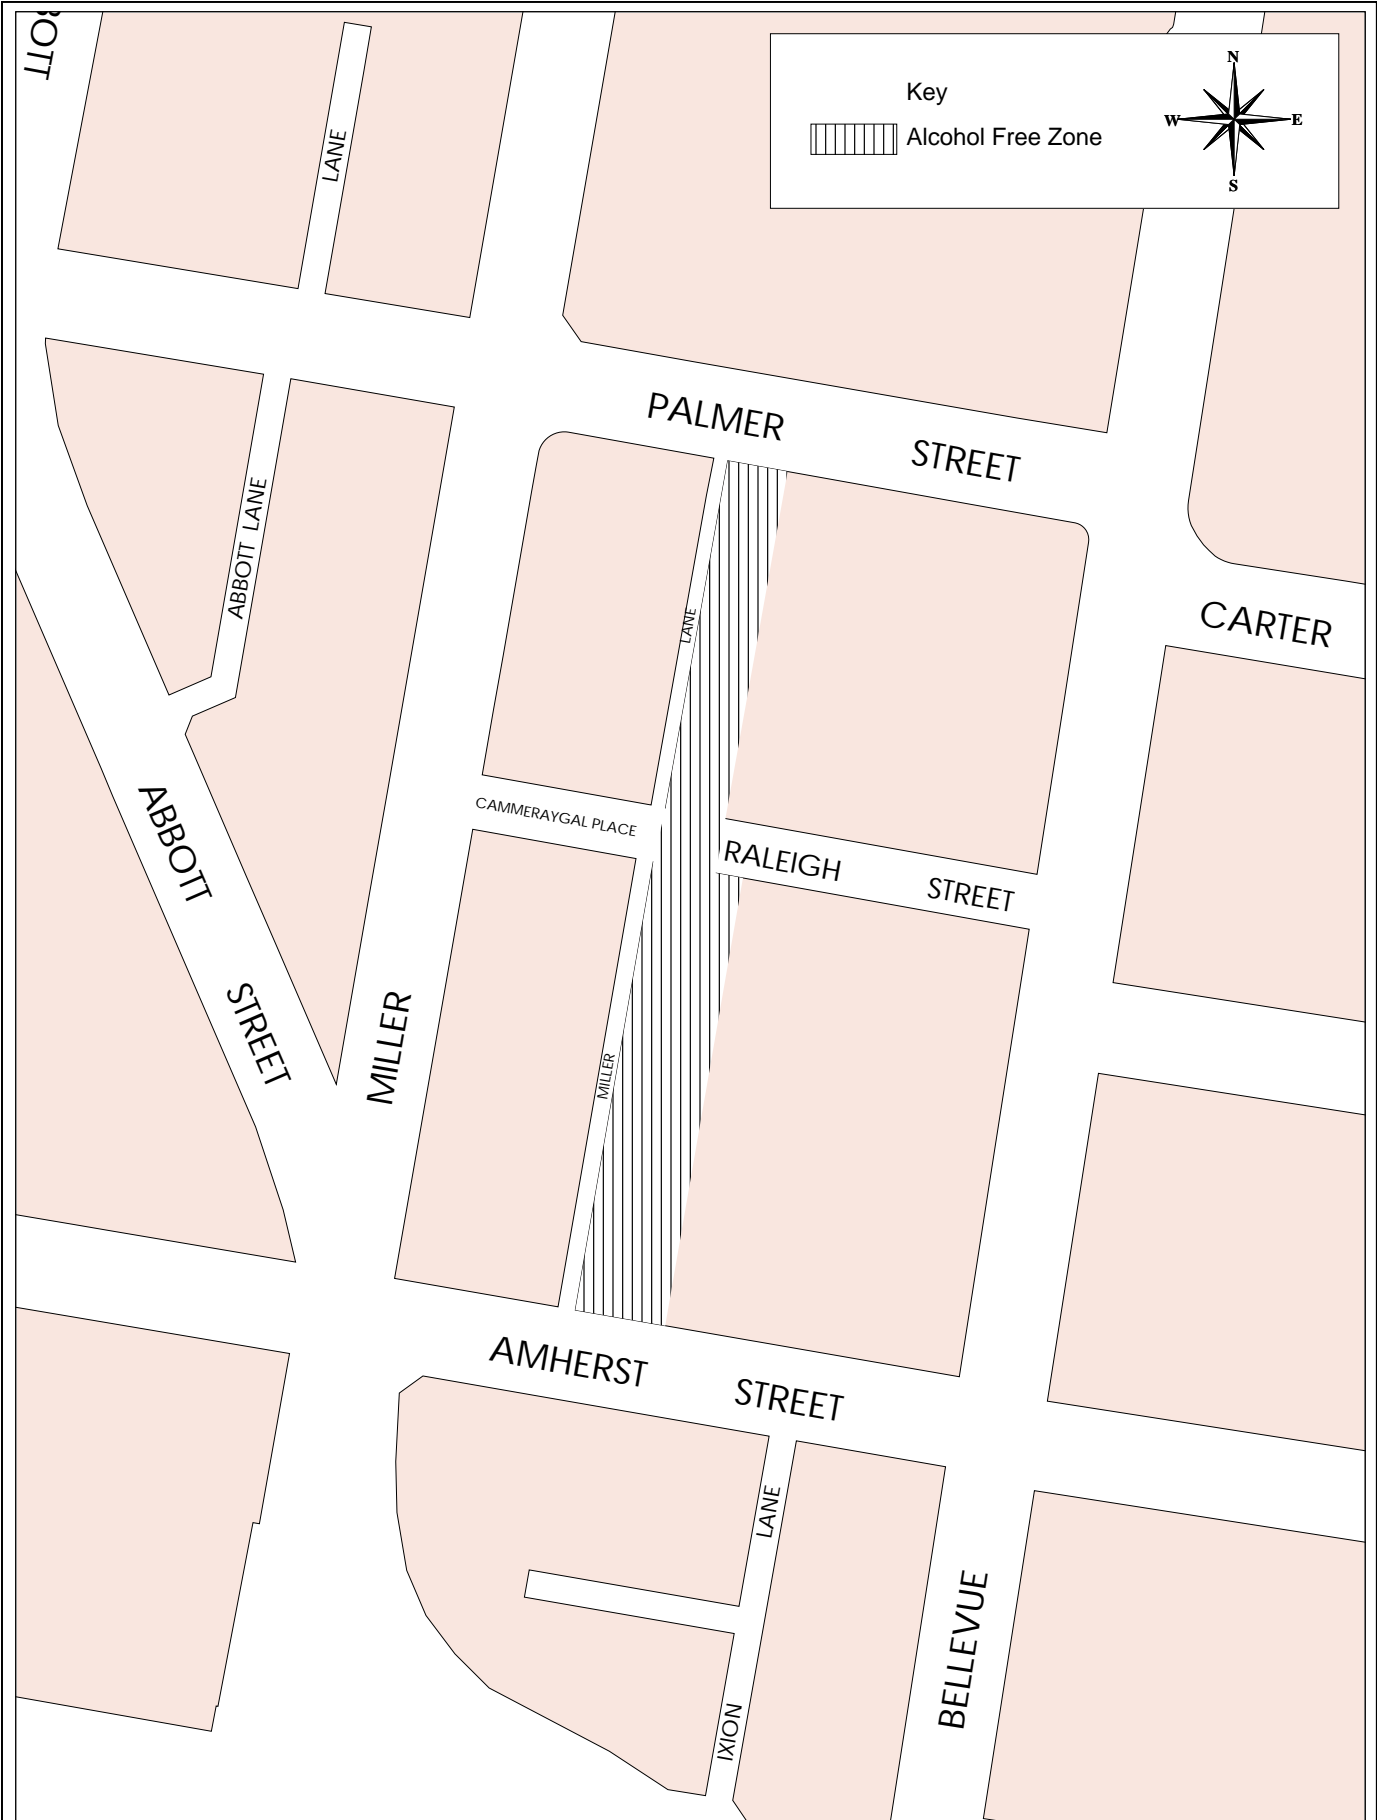 OTT
LANE
N
W
E
S
Key
Alcohol Free Zone
PALMER STREET
ABBOTT LANE
LANE
CARTER
CAMMERAYGAL PLACE
RALEIGH STREET
ABBOTT STREET
MILLER
MILLER
AMHERST STREET
LANE
IXION
BELLEVUE